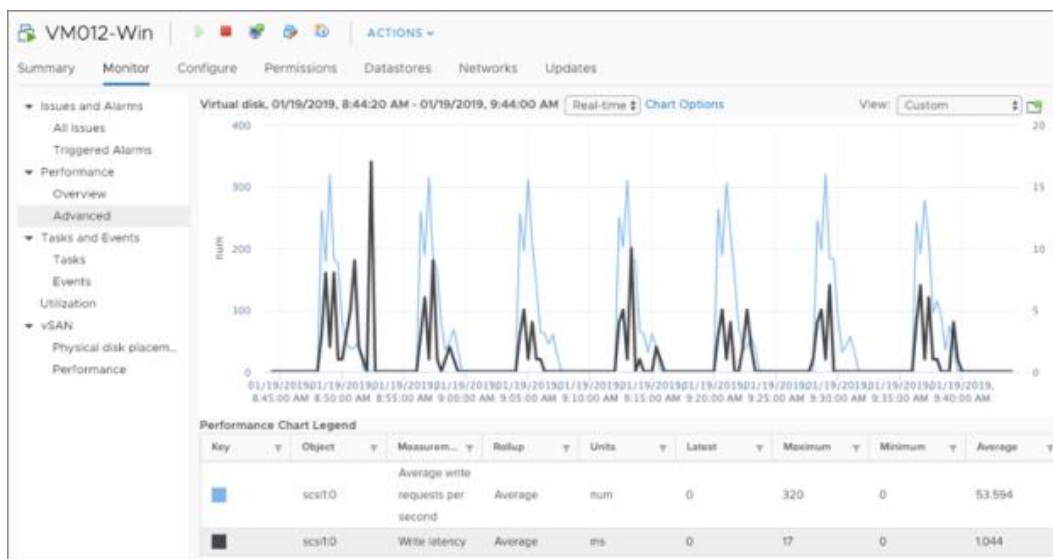 VM012-Win
ACTIONS
Summary Monitor Configure Permissions Datastores Networks Updates
Issues and Alarms
All Issues
Triggered Alarms
Performance
Overview
Advanced
Tasks and Events
Tasks
Events
Utilization
vSAN
Physical disk placem...
Performance
Virtual disk, 01/19/2019, 8:44:20 AM - 01/19/2019, 9:44:00 AM Real-time Chart Options View: Custom
400 20
300 15
num
200 10
100 5
0 0
01/19/2019, 01/19/2019, 01/19/2019, 01/19/2019, 01/19/2019, 01/19/2019, 01/19/2019, 01/19/2019, 01/19/2019, 01/19/2019, 01/19/2019, 01/19/2019,
8:45:00 AM 8:50:00 AM 8:55:00 AM 9:00:00 AM 9:05:00 AM 9:10:00 AM 9:15:00 AM 9:20:00 AM 9:25:00 AM 9:30:00 AM 9:35:00 AM 9:40:00 AM
Performance Chart Legend
Key Object Measurem... Rollup Units Latest Maximum Minimum Average
Average write
scsi1:0 requests per Average num 0 320 0 53.594
second
scsi1:0 Write latency Average ms 0 17 0 1.044